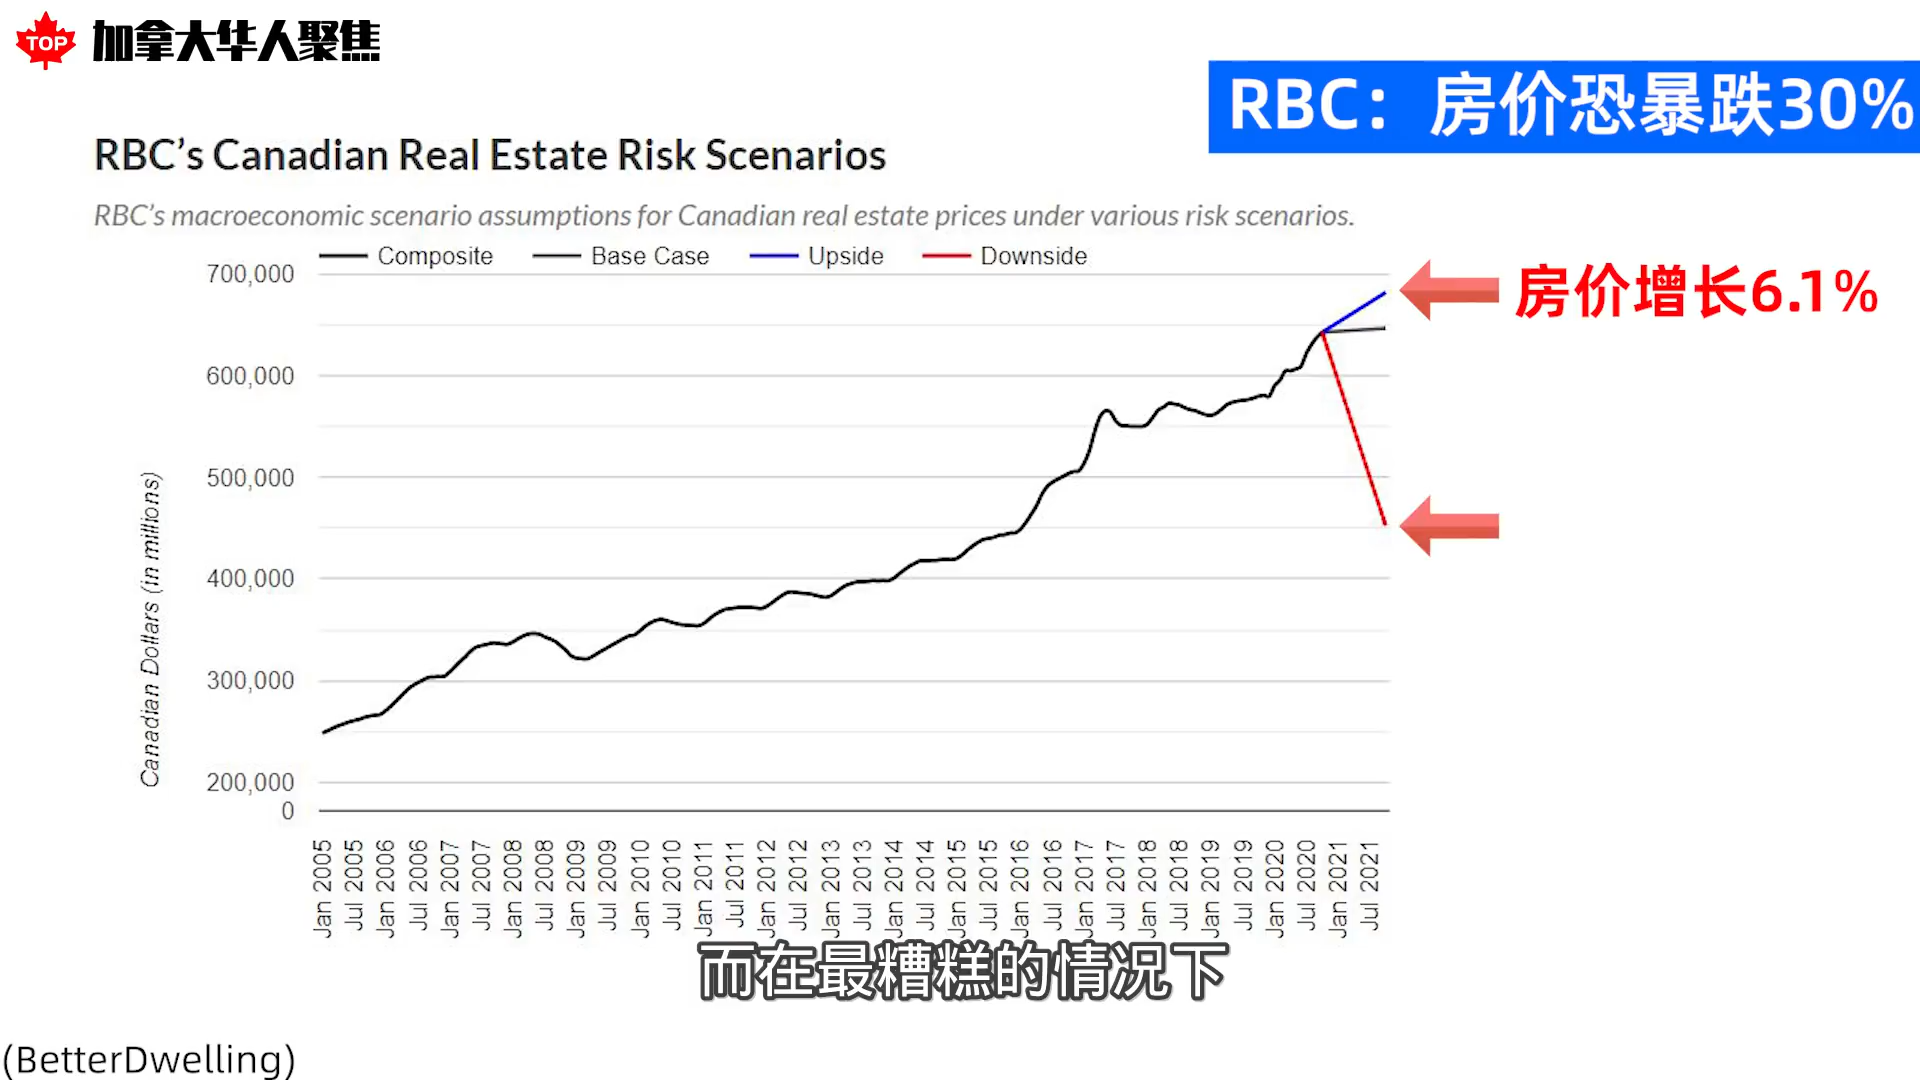 TOP 加拿大华人聚焦
RBC：房价恐暴跌30%
RBC’s Canadian Real Estate Risk Scenarios
RBC’s macroeconomic scenario assumptions for Canadian real estate prices under various risk scenarios.
Composite Base Case Upside Downside
700,000
房价增长6.1%
600,000
500,000
400,000
300,000
200,000
0
Canadian Dollars (in millions)
Jan 2005
Jul 2005
Jan 2006
Jul 2006
Jan 2007
Jul 2007
Jan 2008
Jul 2008
Jan 2009
Jul 2009
Jan 2010
Jul 2010
Jan 2011
Jul 2011
Jan 2012
Jul 2012
Jan 2013
Jul 2013
Jan 2014
Jul 2014
Jan 2015
Jul 2015
Jan 2016
Jul 2016
Jan 2017
Jul 2017
Jan 2018
Jul 2018
Jan 2019
Jul 2019
Jan 2020
Jul 2020
Jan 2021
Jul 2021
而在最糟糕的情况下
(BetterDwelling)